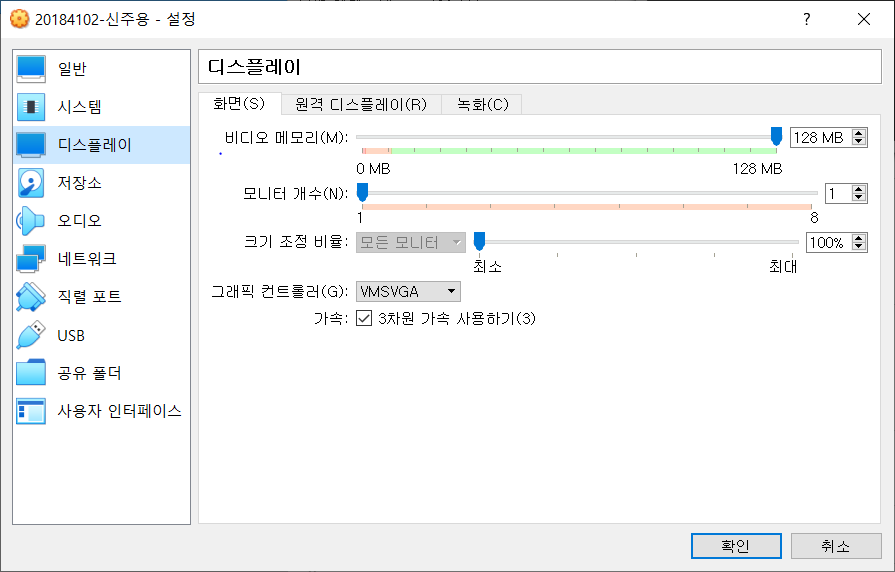 20184102-신주용 - 설정
?
일반
시스템
디스플레이
저장소
오디오
네트워크
직렬 포트
USB
공유 폴더
사용자 인터페이스
디스플레이
화면(S) 원격 디스플레이(R) 녹화(C)
비디오 메모리(M): 128 MB
0 MB 128 MB
모니터 개수(N): 1
1 8
크기 조정 비율: 모든 모니터 100%
최소 최대
그래픽 컨트롤러(G): VMSVGA
가속: 3차원 가속 사용하기(3)
확인 취소